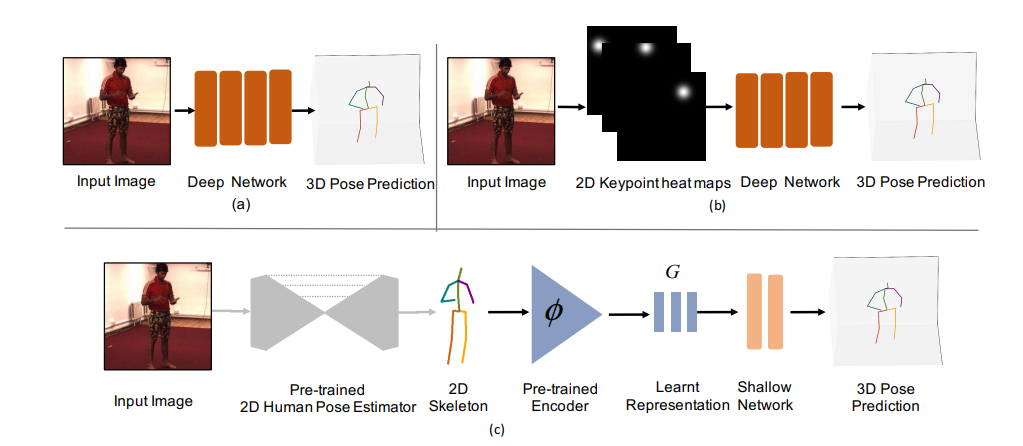 Input Image
Deep Network
3D Pose Prediction
(a)
Input Image
2D Keypoint heat maps
Deep Network
3D Pose Prediction
(b)
G
ϕ
Input Image
Pre-trained
2D Human Pose Estimator
2D
Skeleton
Pre-trained
Encoder
Learnt
Representation
Shallow
Network
3D Pose
Prediction
(c)